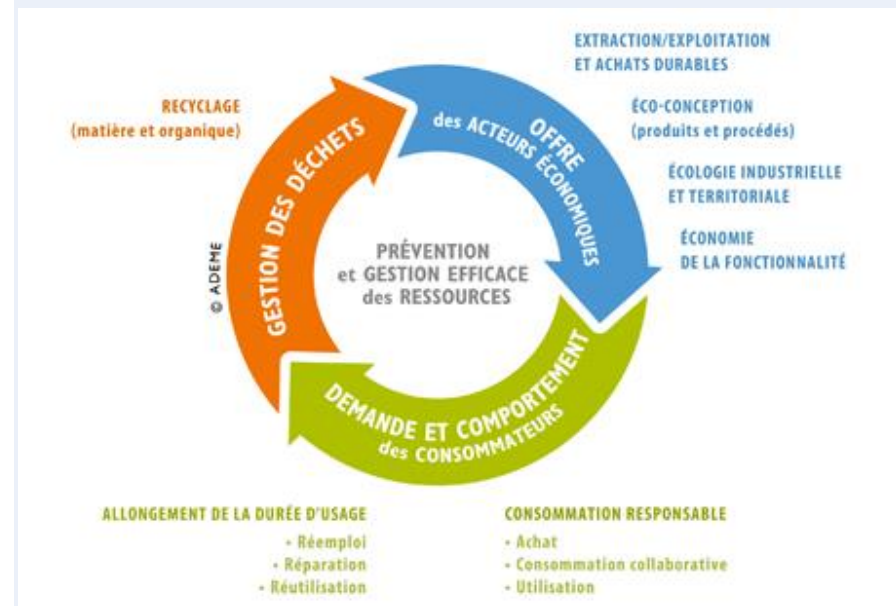 EXTRACTION/EXPLOITATION
ET ACHATS DURABLES
ÉCO-CONCEPTION
(produits et procédés)
ÉCOLOGIE INDUSTRIELLE
ET TERRITORIALE
ÉCONOMIE
DE LA FONCTIONNALITÉ
RECYCLAGE
(matière et organique)
OFFRE
des ACTEURS ÉCONOMIQUES
GESTION DES DÉCHETS
PRÉVENTION
et GESTION EFFICACE
des RESSOURCES
© ADEME
DEMANDE ET COMPORTEMENT
des CONSOMMATEURS
ALLONGEMENT DE LA DURÉE D'USAGE
• Réemploi
• Réparation
• Réutilisation
CONSOMMATION RESPONSABLE
• Achat
• Consommation collaborative
• Utilisation